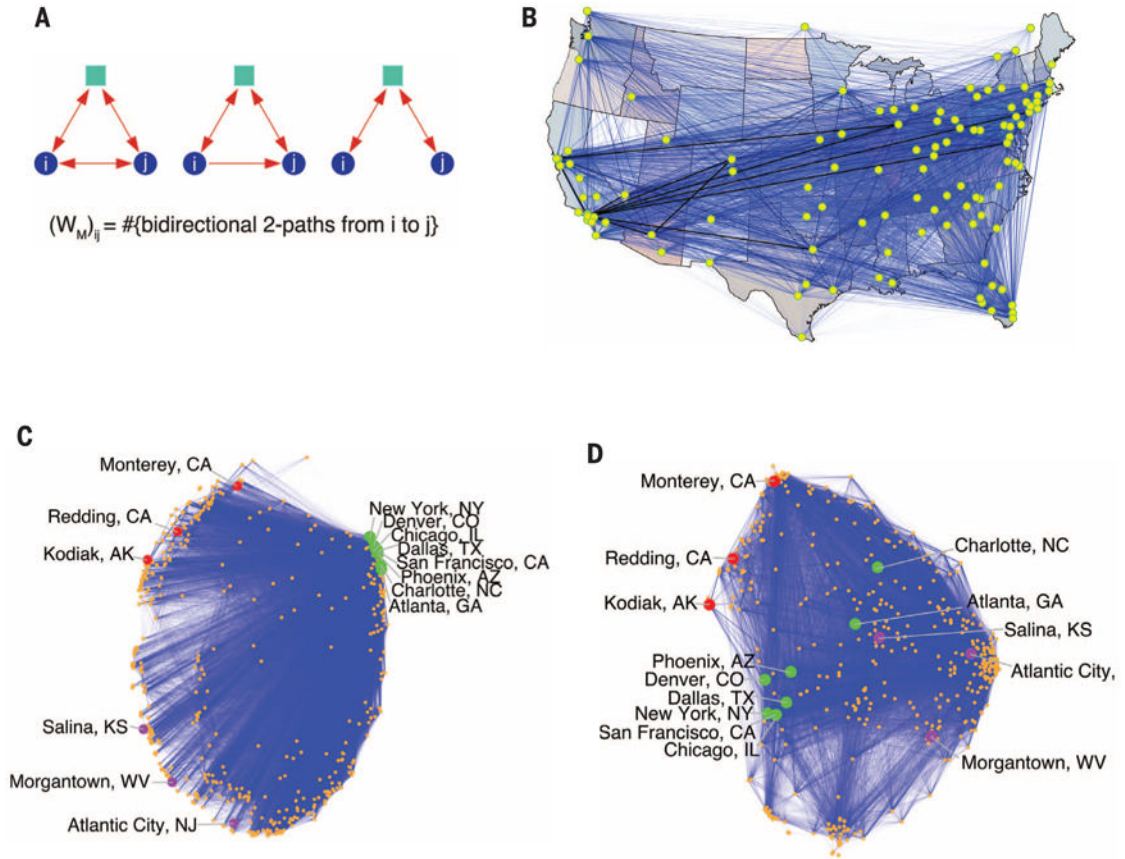 A
i
j
i
j
i
j
(W_M)_ij = #{bidirectional 2-paths from i to j}
B
C
Monterey, CA
Redding, CA
Kodiak, AK
New York, NY
Denver, CO
Chicago, IL
Dallas, TX
San Francisco, CA
Phoenix, AZ
Charlotte, NC
Atlanta, GA
Salina, KS
Morgantown, WV
Atlantic City, NJ
D
Monterey, CA
Redding, CA
Kodiak, AK
Charlotte, NC
Atlanta, GA
Salina, KS
Phoenix, AZ
Atlantic City,
Denver, CO
Dallas, TX
New York, NY
San Francisco, CA
Chicago, IL
Morgantown, WV